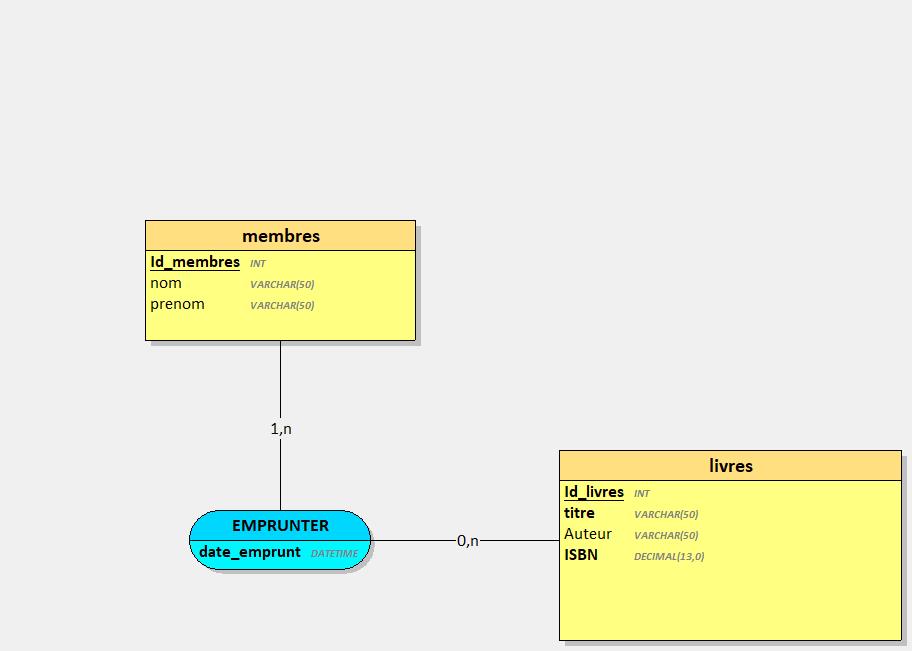 membres
Id_membres INT
nom VARCHAR(50)
prenom VARCHAR(50)
1,n
EMPRUNTER
date_emprunt DATETIME
0,n
livres
Id_livres INT
titre VARCHAR(50)
Auteur VARCHAR(50)
ISBN DECIMAL(13,0)